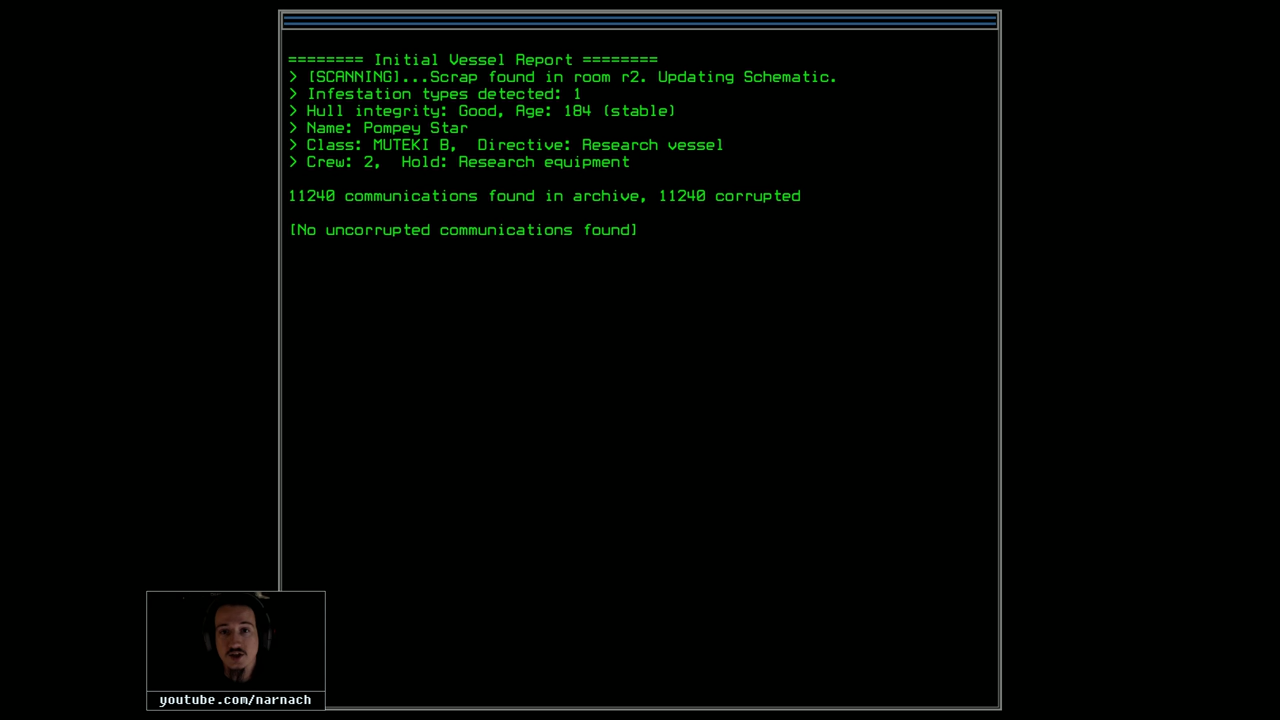 ======== Initial Vessel Report ========
> [SCANNING]...Scrap found in room r2. Updating Schematic.
> Infestation types detected: 1
> Hull integrity: Good, Age: 184 (stable)
> Name: Pompey Star
> Class: MUTEKI B,  Directive: Research vessel
> Crew: 2,  Hold: Research equipment
11240 communications found in archive, 11240 corrupted
[No uncorrupted communications found]
youtube.com/narnach